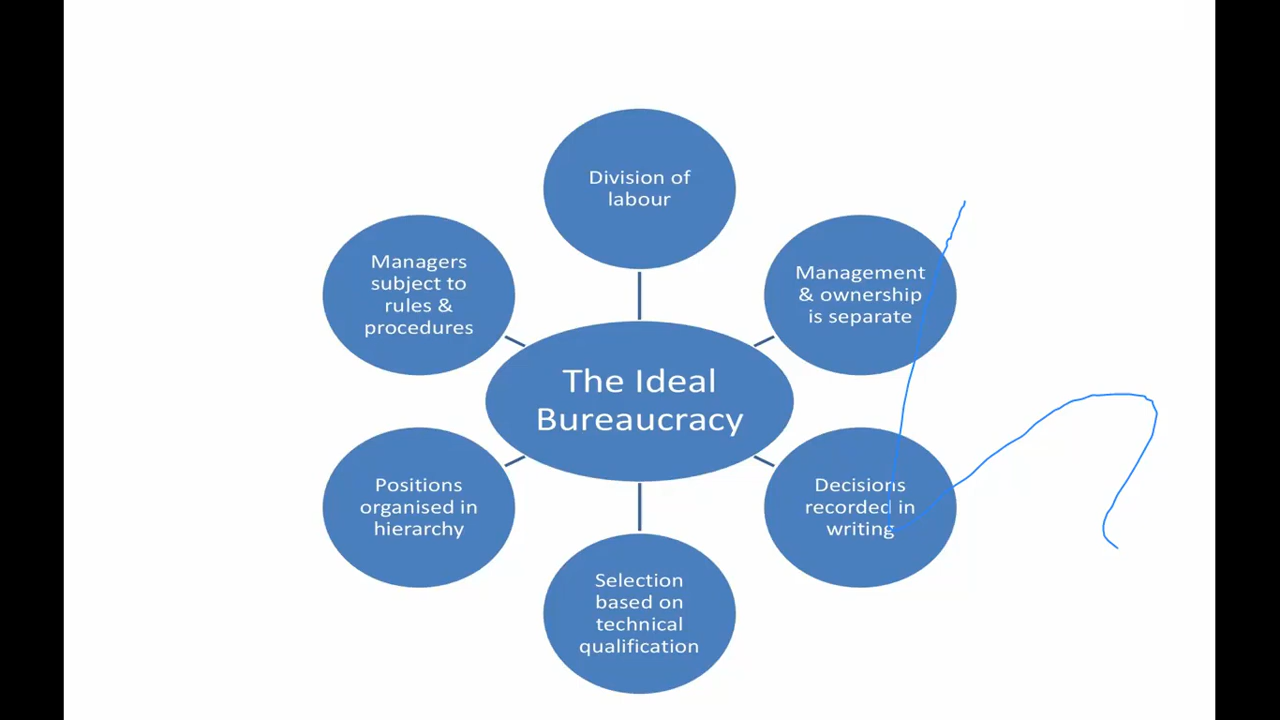 Division of
labour
Management
& ownership
is separate
Decisions
recorded in
writing
Selection
based on
technical
qualification
Positions
organised in
hierarchy
Managers
subject to
rules &
procedures
The Ideal
Bureaucracy